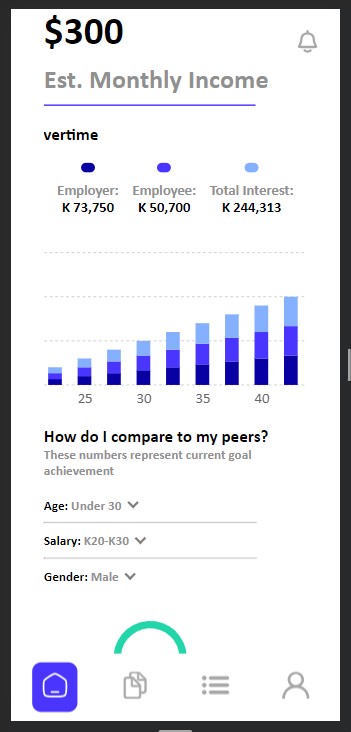 $300
Est. Monthly Income
vertime
Employer: Employee: Total Interest:
K 73,750 K 50,700 K 244,313
25 30 35 40
How do I compare to my peers?
These numbers represent current goal
achievement
Age: Under 30
Salary: K20-K30
Gender: Male